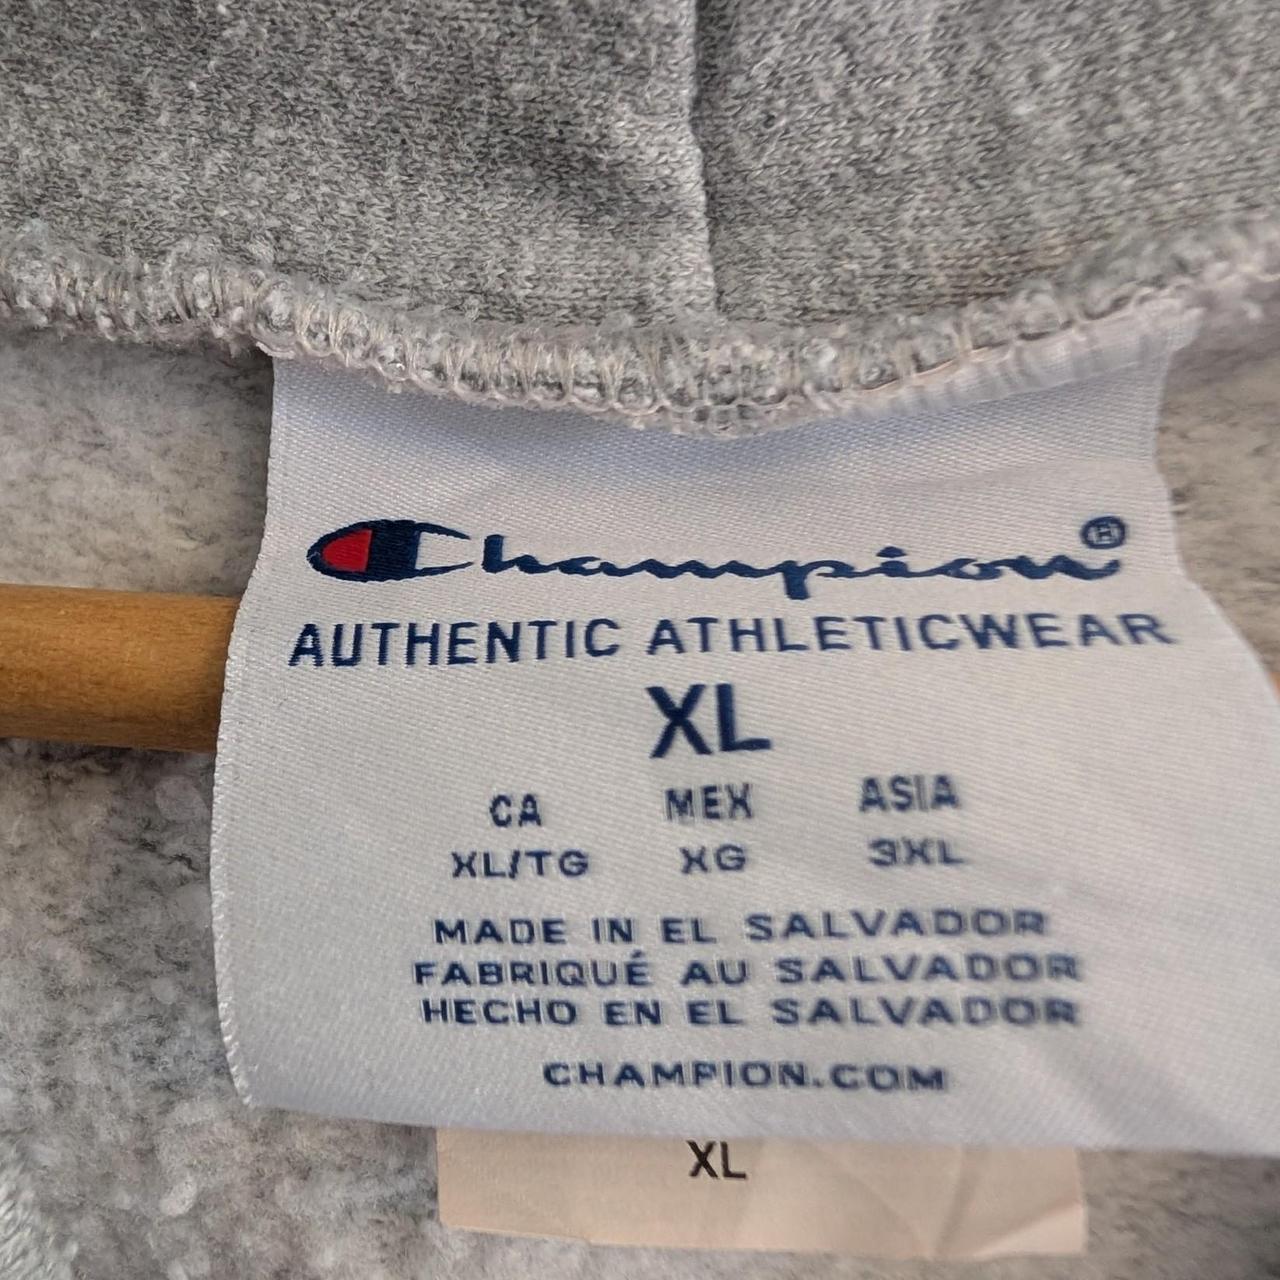 Champion®
AUTHENTIC ATHLETICWEAR
XL
CA MEX ASIA
XL/TG XG 3XL
MADE IN EL SALVADOR
FABRIQUÉ AU SALVADOR
HECHO EN EL SALVADOR
CHAMPION.COM
XL